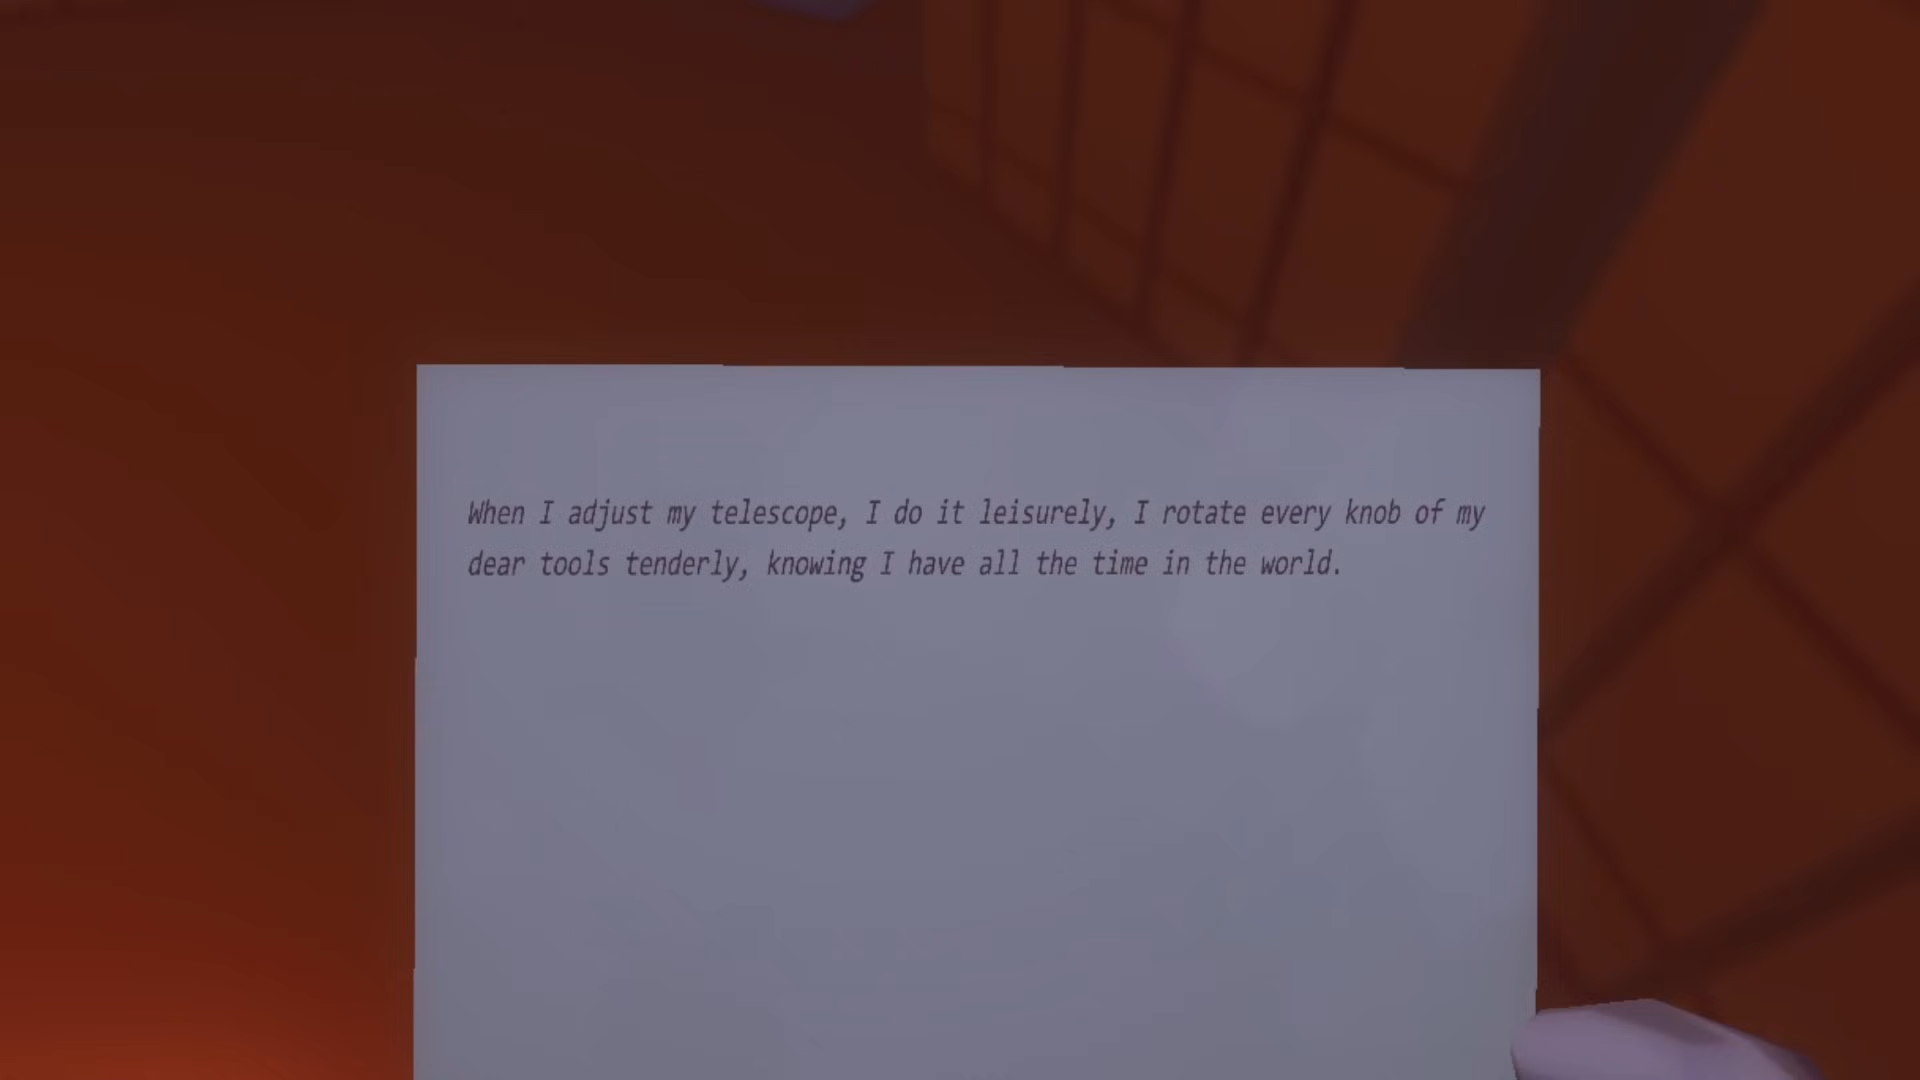 When I adjust my telescope, I do it leisurely, I rotate every knob of my
dear tools tenderly, knowing I have all the time in the world.